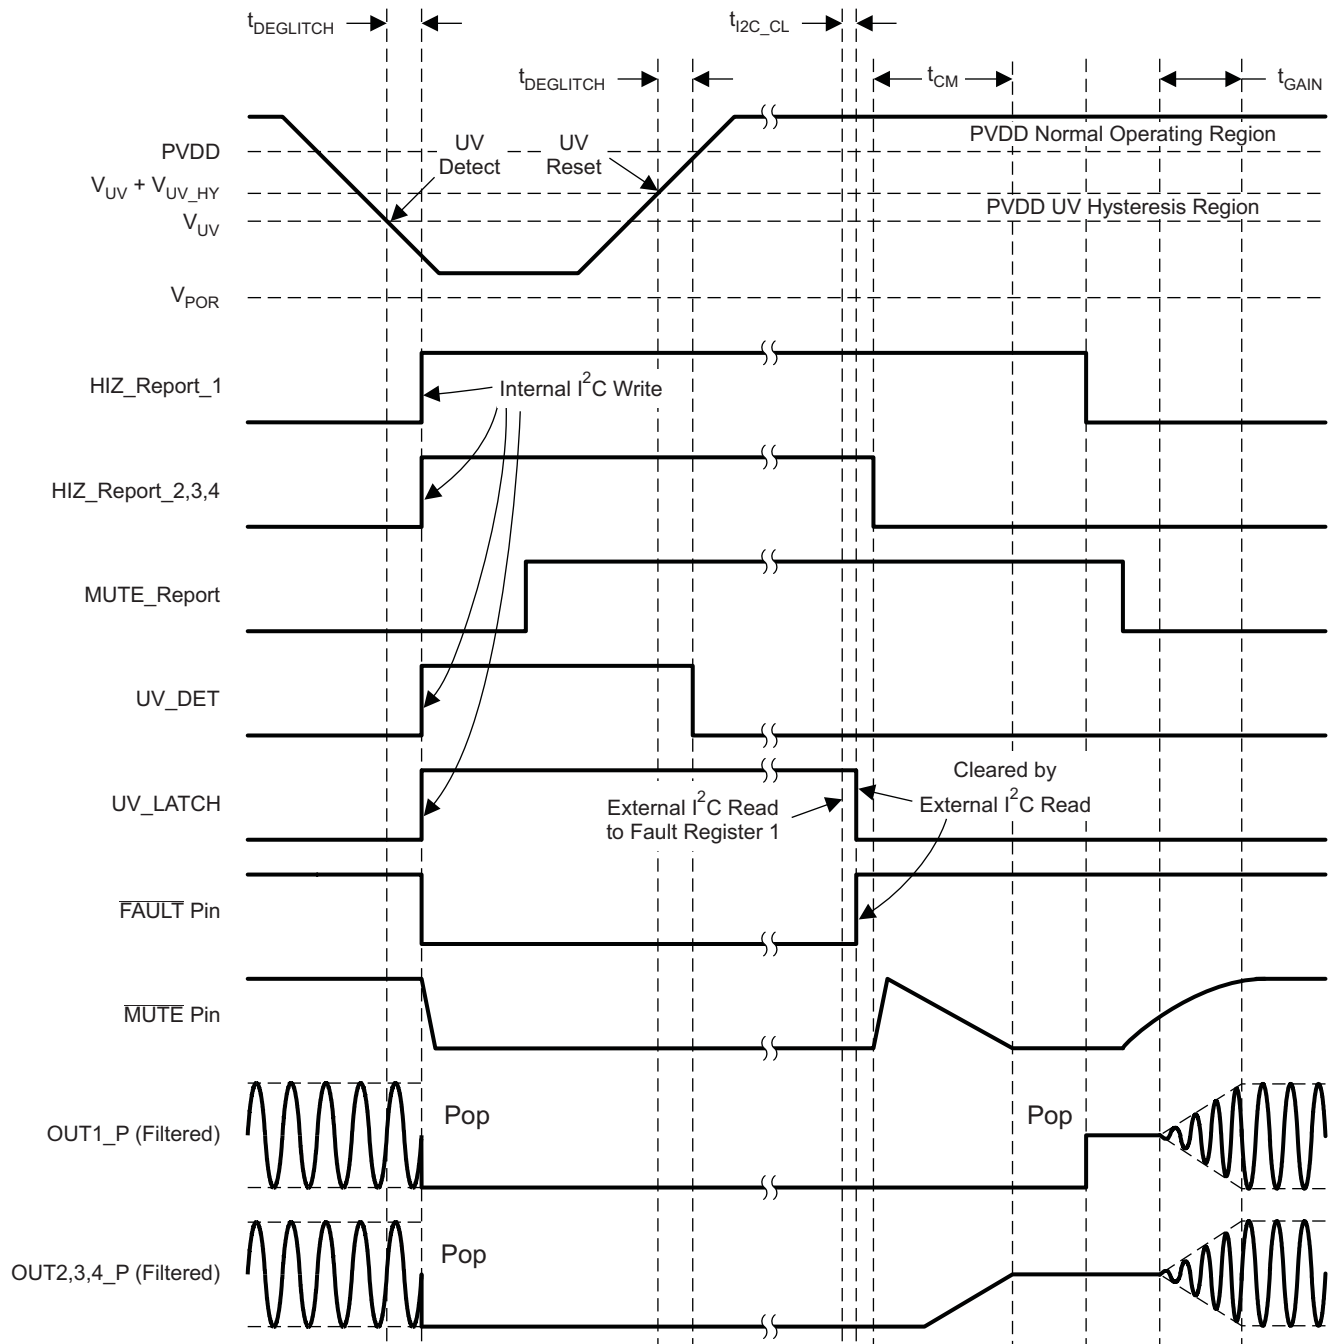 tDEGLITCH
tI2C_CL
tDEGLITCH
tCM
tGAIN
UV
Detect
UV
Reset
PVDD Normal Operating Region
PVDD
VUV + VUV_HY
PVDD UV Hysteresis Region
VUV
VPOR
HIZ_Report_1
Internal I2C Write
HIZ_Report_2,3,4
MUTE_Report
UV_DET
UV_LATCH
External I2C Read
to Fault Register 1
Cleared by
External I2C Read
FAULT Pin
MUTE Pin
Pop
Pop
OUT1_P (Filtered)
Pop
OUT2,3,4_P (Filtered)